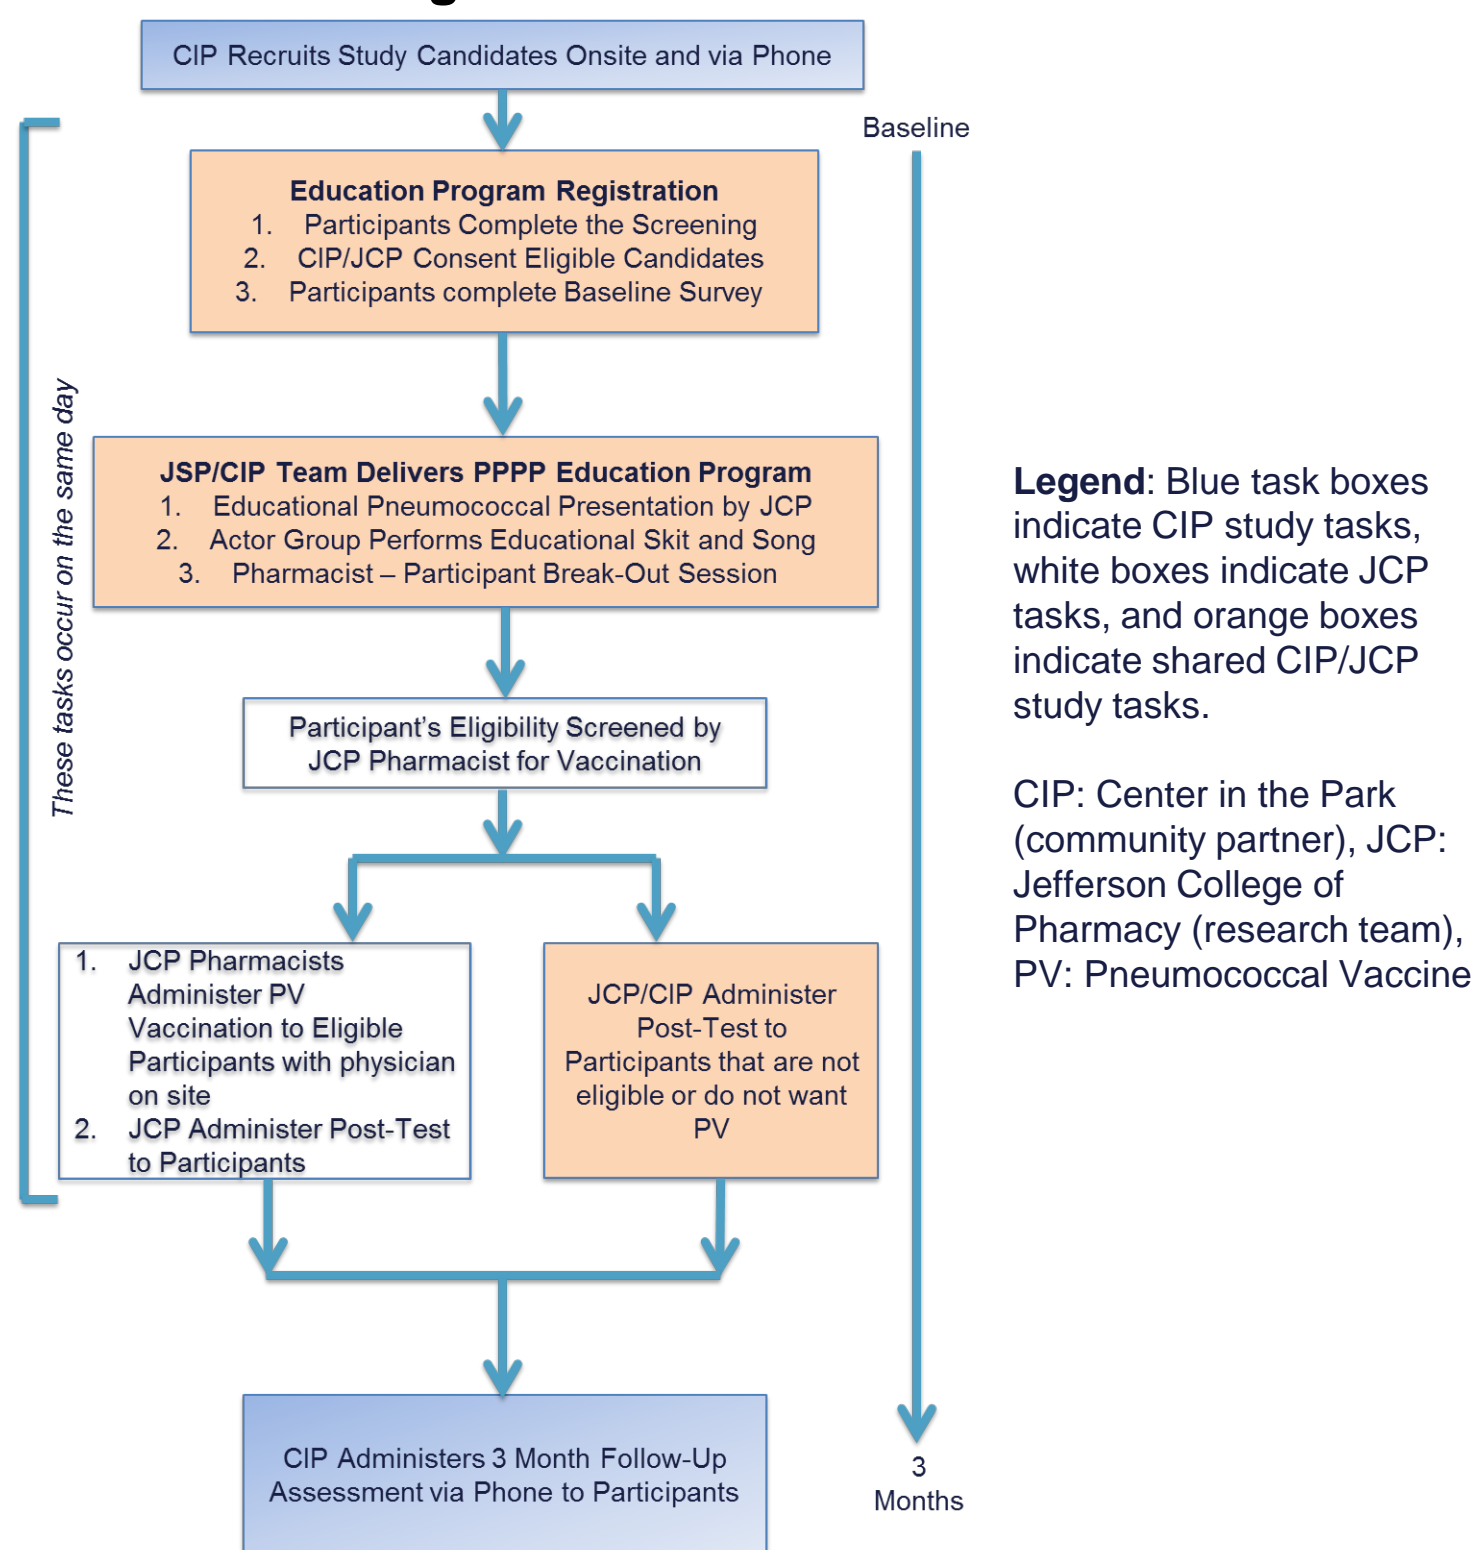 CIP Recruits Study Candidates Onsite and via Phone
Baseline
Education Program Registration
1. Participants Complete the Screening
2. CIP/JCP Consent Eligible Candidates
3. Participants complete Baseline Survey
These tasks occur on the same day
JSP/CIP Team Delivers PPPP Education Program
1. Educational Pneumococcal Presentation by JCP
2. Actor Group Performs Educational Skit and Song
3. Pharmacist – Participant Break-Out Session
Participant’s Eligibility Screened by
JCP Pharmacist for Vaccination
1. JCP Pharmacists
Administer PV
Vaccination to Eligible
Participants with physician
on site
2. JCP Administer Post-Test
to Participants
JCP/CIP Administer
Post-Test to
Participants that are not
eligible or do not want
PV
CIP Administers 3 Month Follow-Up
Assessment via Phone to Participants
3
Months
Legend: Blue task boxes
indicate CIP study tasks,
white boxes indicate JCP
tasks, and orange boxes
indicate shared CIP/JCP
study tasks.
CIP: Center in the Park
(community partner), JCP:
Jefferson College of
Pharmacy (research team),
PV: Pneumococcal Vaccine